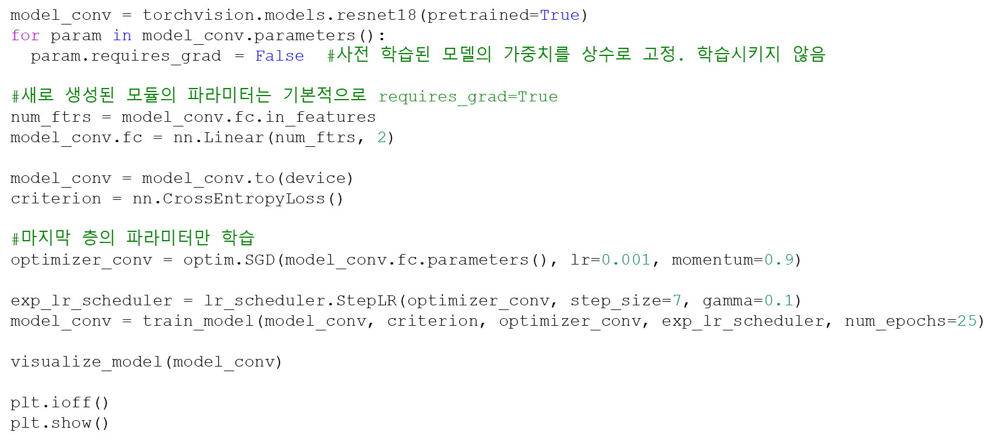 model_conv = torchvision.models.resnet18(pretrained=True)
for param in model_conv.parameters():
  param.requires_grad = False  #사전 학습된 모델의 가중치를 상수로 고정. 학습시키지 않음
#새로 생성된 모듈의 파라미터는 기본적으로 requires_grad=True
num_ftrs = model_conv.fc.in_features
model_conv.fc = nn.Linear(num_ftrs, 2)
model_conv = model_conv.to(device)
criterion = nn.CrossEntropyLoss()
#마지막 층의 파라미터만 학습
optimizer_conv = optim.SGD(model_conv.fc.parameters(), lr=0.001, momentum=0.9)
exp_lr_scheduler = lr_scheduler.StepLR(optimizer_conv, step_size=7, gamma=0.1)
model_conv = train_model(model_conv, criterion, optimizer_conv, exp_lr_scheduler, num_epochs=25)
visualize_model(model_conv)
plt.ioff()
plt.show()